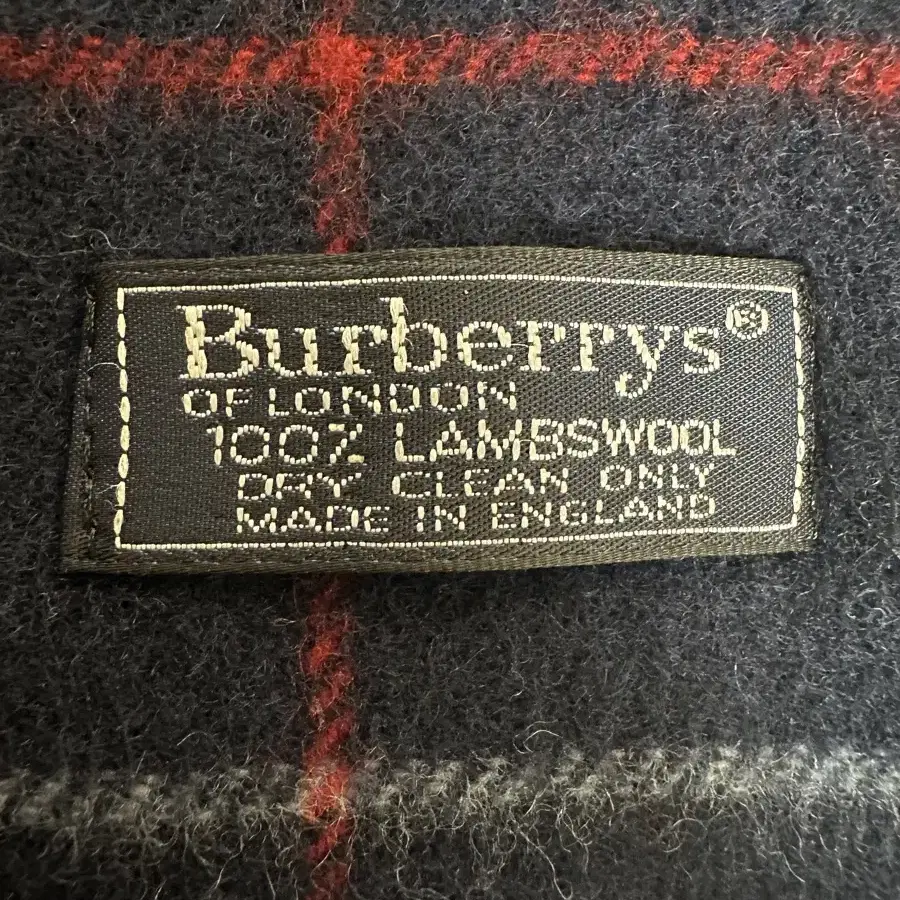 Burberrys®
OF LONDON
100% LAMBSWOOL
DRY CLEAN ONLY
MADE IN ENGLAND